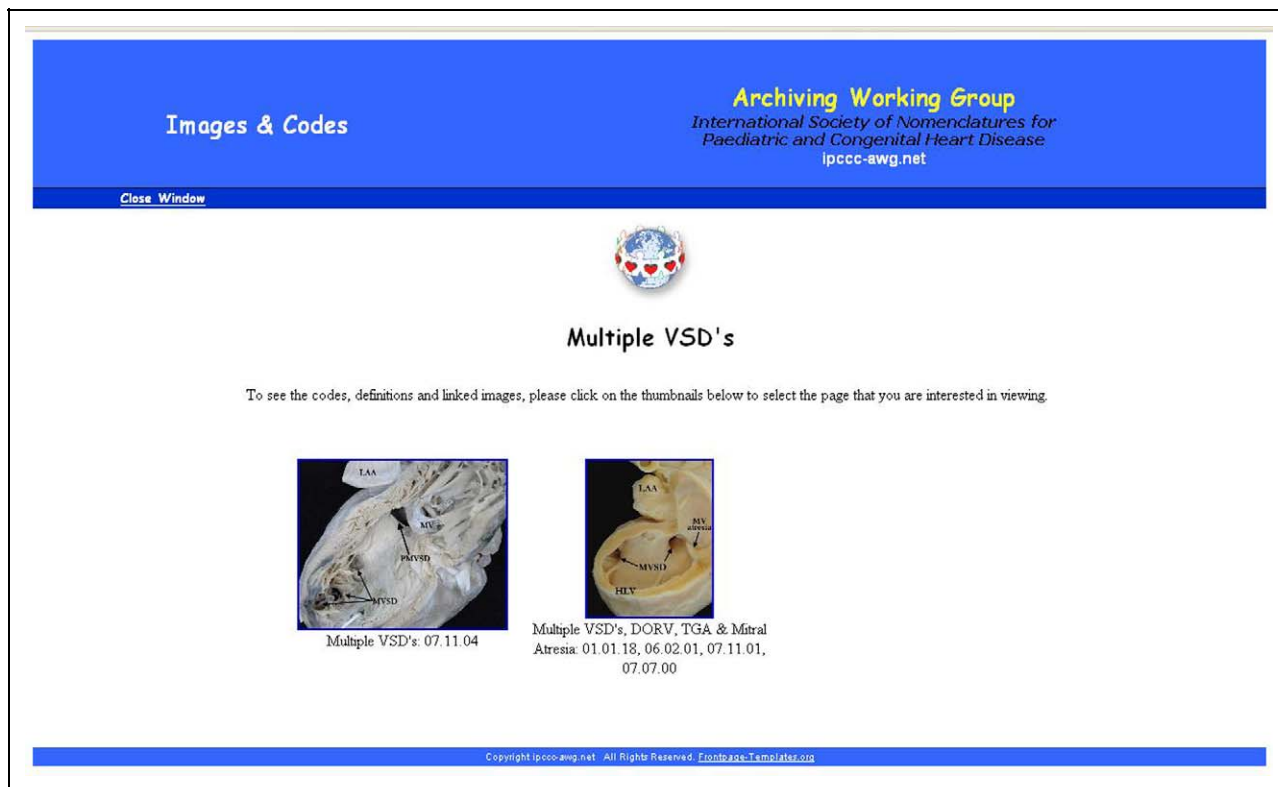 Images & Codes
Archiving Working Group
International Society of Nomenclatures for
Paediatric and Congenital Heart Disease
ipccc-awg.net
Close Window
Multiple VSD's
To see the codes, definitions and linked images, please click on the thumbnails below to select the page that you are interested in viewing.
LAA
MV
PMVSD
MVSD
Multiple VSD's: 07.11.04
LAA
MV
atresia
MVSD
HLV
Multiple VSD's, DORV, TGA & Mitral
Atresia: 01.01.18, 06.02.01, 07.11.01,
07.07.00
Copyright ipccc-awg.net All Rights Reserved. Frontpage-Templates.org